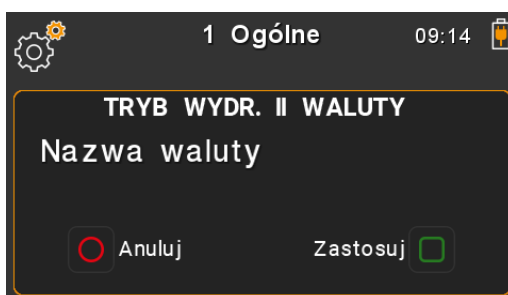 1 Ogólne 09:14
TRYB WYDR. II WALUTY
Nazwa waluty
Anuluj Zastosuj